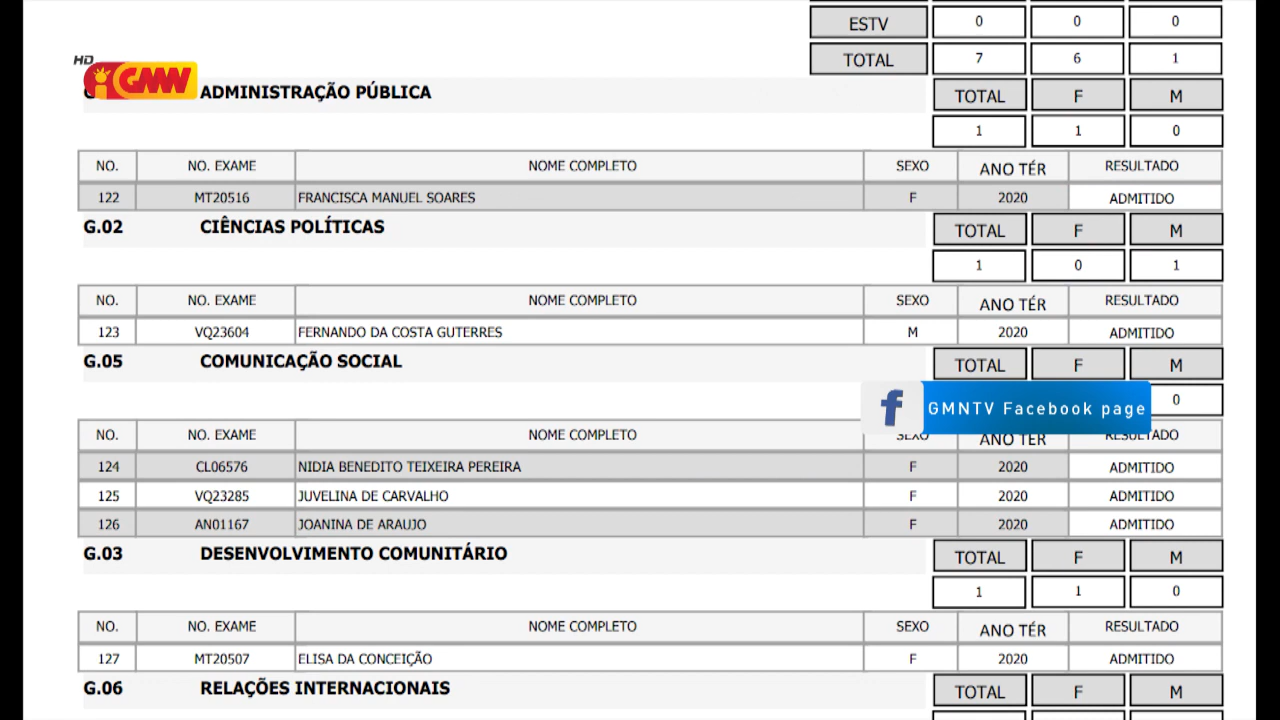 ESTV 0 0 0
TOTAL 7 6 1
HD
GMN
ADMINISTRAÇÃO PÚBLICA TOTAL F M
1 1 0
NO. NO. EXAME NOME COMPLETO SEXO ANO TÉR RESULTADO
122 MT20516 FRANCISCA MANUEL SOARES F 2020 ADMITIDO
G.02 CIÊNCIAS POLÍTICAS TOTAL F M
1 0 1
NO. NO. EXAME NOME COMPLETO SEXO ANO TÉR RESULTADO
123 VQ23604 FERNANDO DA COSTA GUTERRES M 2020 ADMITIDO
G.05 COMUNICAÇÃO SOCIAL TOTAL F M
0
GMNTV Facebook page
NO. NO. EXAME NOME COMPLETO SEXO ANO TÉR RESULTADO
124 CL06576 NIDIA BENEDITO TEIXEIRA PEREIRA F 2020 ADMITIDO
125 VQ23285 JUVELINA DE CARVALHO F 2020 ADMITIDO
126 AN01167 JOANINA DE ARAUJO F 2020 ADMITIDO
G.03 DESENVOLVIMENTO COMUNITÁRIO TOTAL F M
1 1 0
NO. NO. EXAME NOME COMPLETO SEXO ANO TÉR RESULTADO
127 MT20507 ELISA DA CONCEIÇÃO F 2020 ADMITIDO
G.06 RELAÇÕES INTERNACIONAIS TOTAL F M